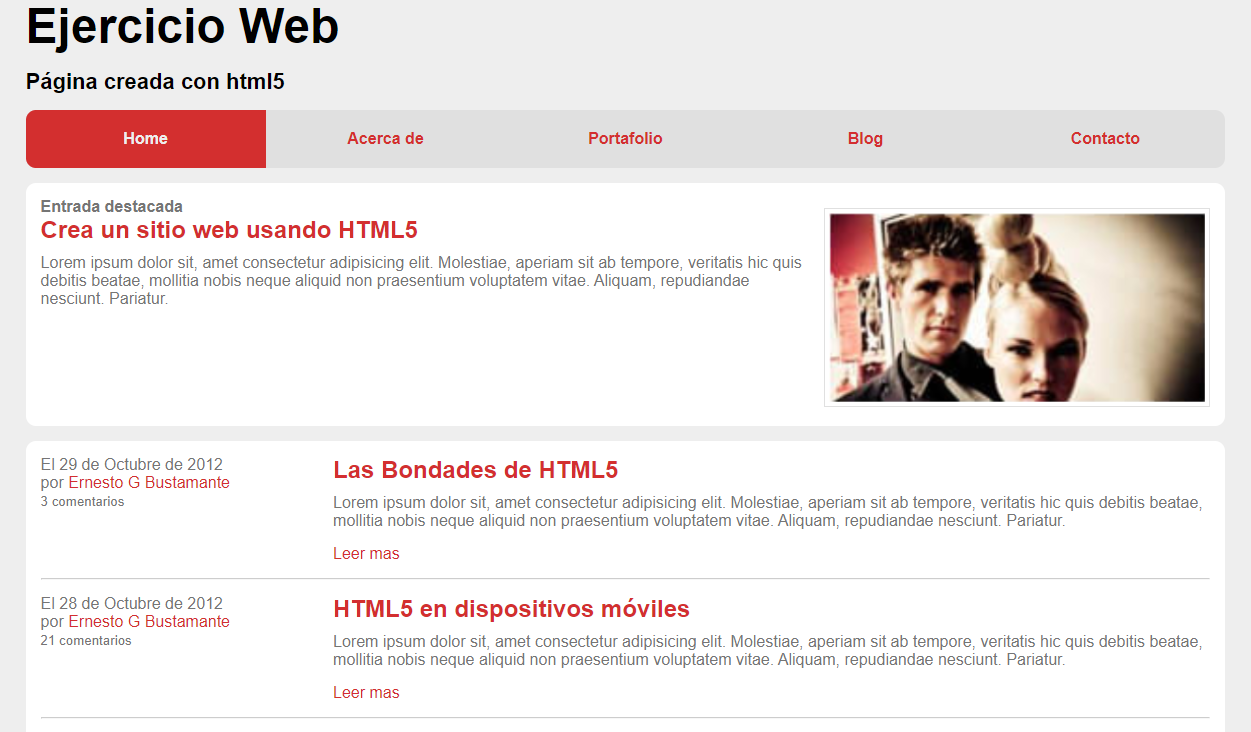 Ejercicio Web
Página creada con html5
Home Acerca de Portafolio Blog Contacto
Entrada destacada
Crea un sitio web usando HTML5
Lorem ipsum dolor sit, amet consectetur adipisicing elit. Molestiae, aperiam sit ab tempore, veritatis hic quis
debitis beatae, mollitia nobis neque aliquid non praesentium voluptatem vitae. Aliquam, repudiandae
nesciunt. Pariatur.
El 29 de Octubre de 2012
por Ernesto G Bustamante
3 comentarios
Las Bondades de HTML5
Lorem ipsum dolor sit, amet consectetur adipisicing elit. Molestiae, aperiam sit ab tempore, veritatis hic quis debitis beatae,
mollitia nobis neque aliquid non praesentium voluptatem vitae. Aliquam, repudiandae nesciunt. Pariatur.
Leer mas
El 28 de Octubre de 2012
por Ernesto G Bustamante
21 comentarios
HTML5 en dispositivos móviles
Lorem ipsum dolor sit, amet consectetur adipisicing elit. Molestiae, aperiam sit ab tempore, veritatis hic quis debitis beatae,
mollitia nobis neque aliquid non praesentium voluptatem vitae. Aliquam, repudiandae nesciunt. Pariatur.
Leer mas